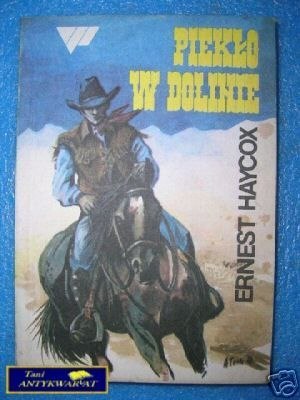 PIEKŁO
W DOLINIE
ERNEST HAYCOX
Tani
ANTYKWARIAT